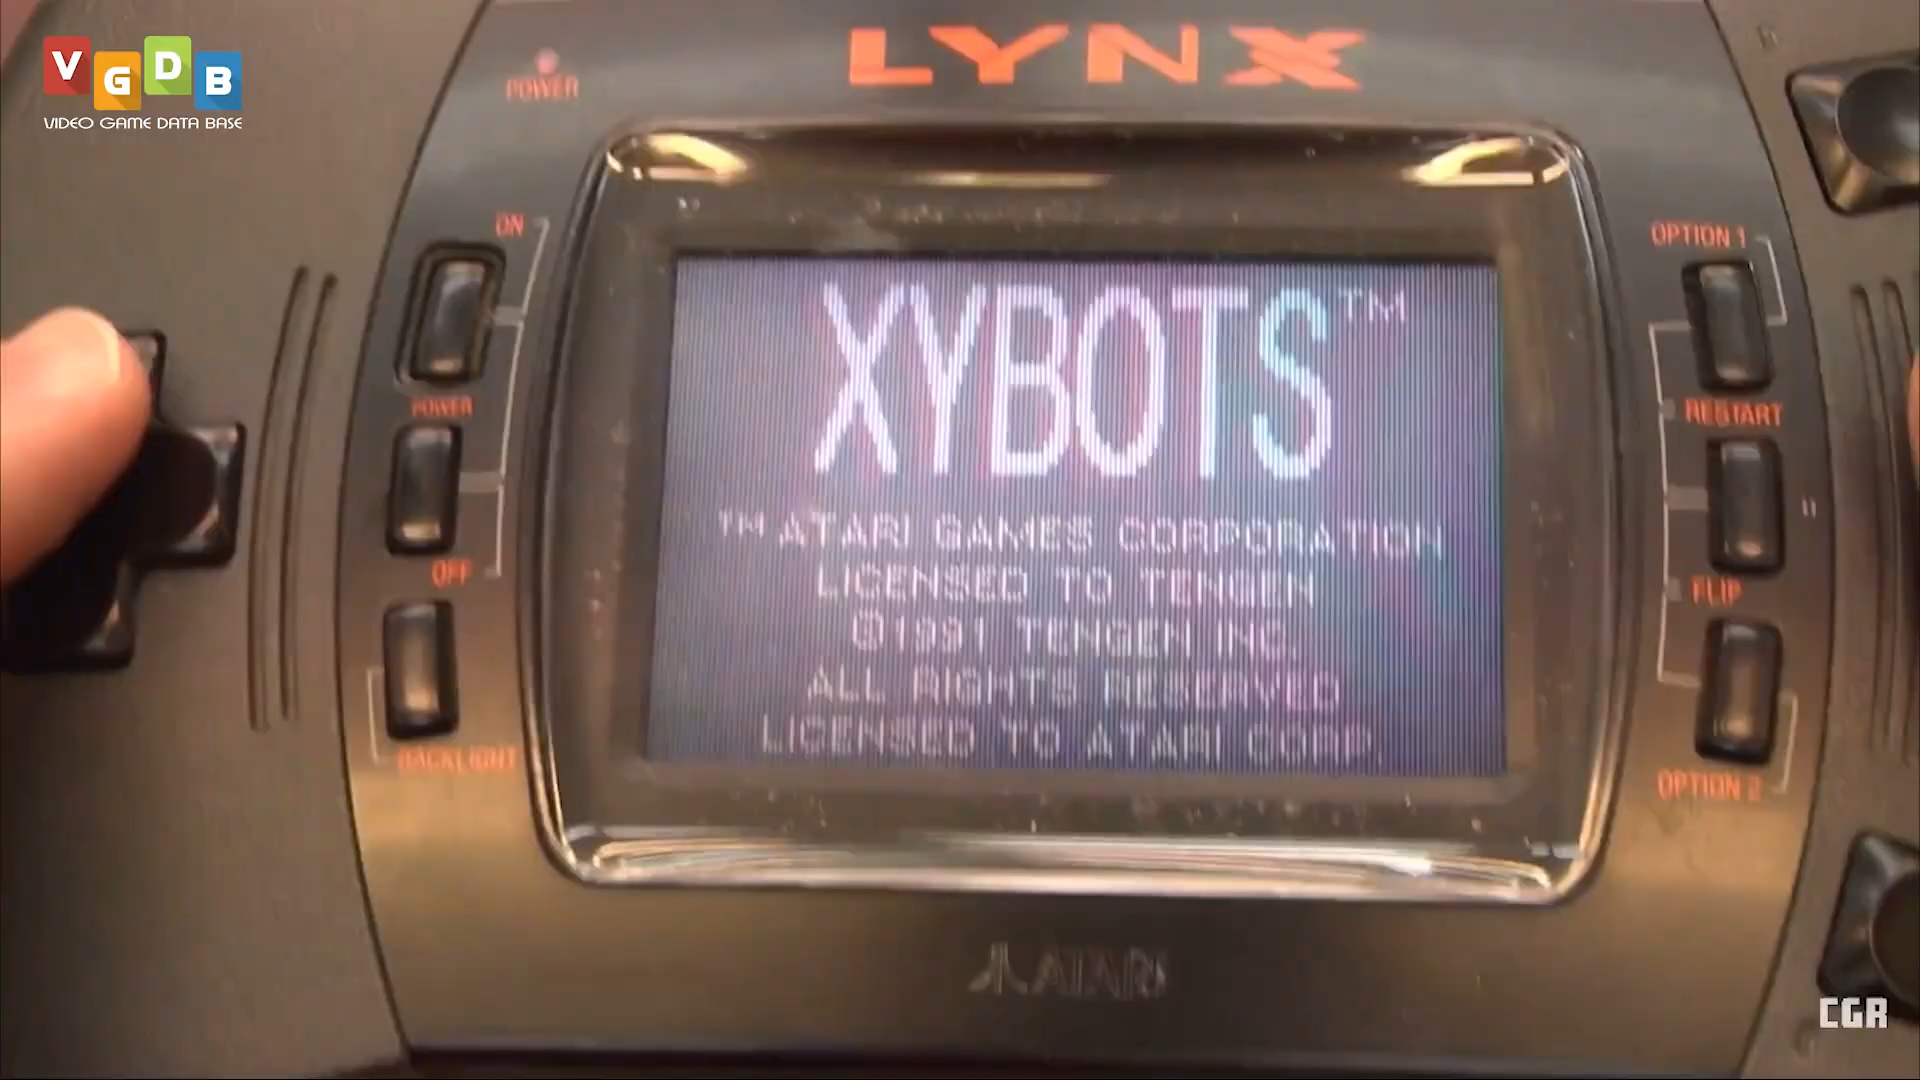 VGDB
VIDEO GAME DATA BASE
LYNX
POWER
ON
POWER
OFF
BACKLIGHT
XYBOTS™
™ ATARI GAMES CORPORATION
LICENSED TO TENGEN
©1991 TENGEN INC.
ALL RIGHTS RESERVED
LICENSED TO ATARI CORP.
OPTION 1
RESTART
FLIP
OPTION 2
ATARI
CGR